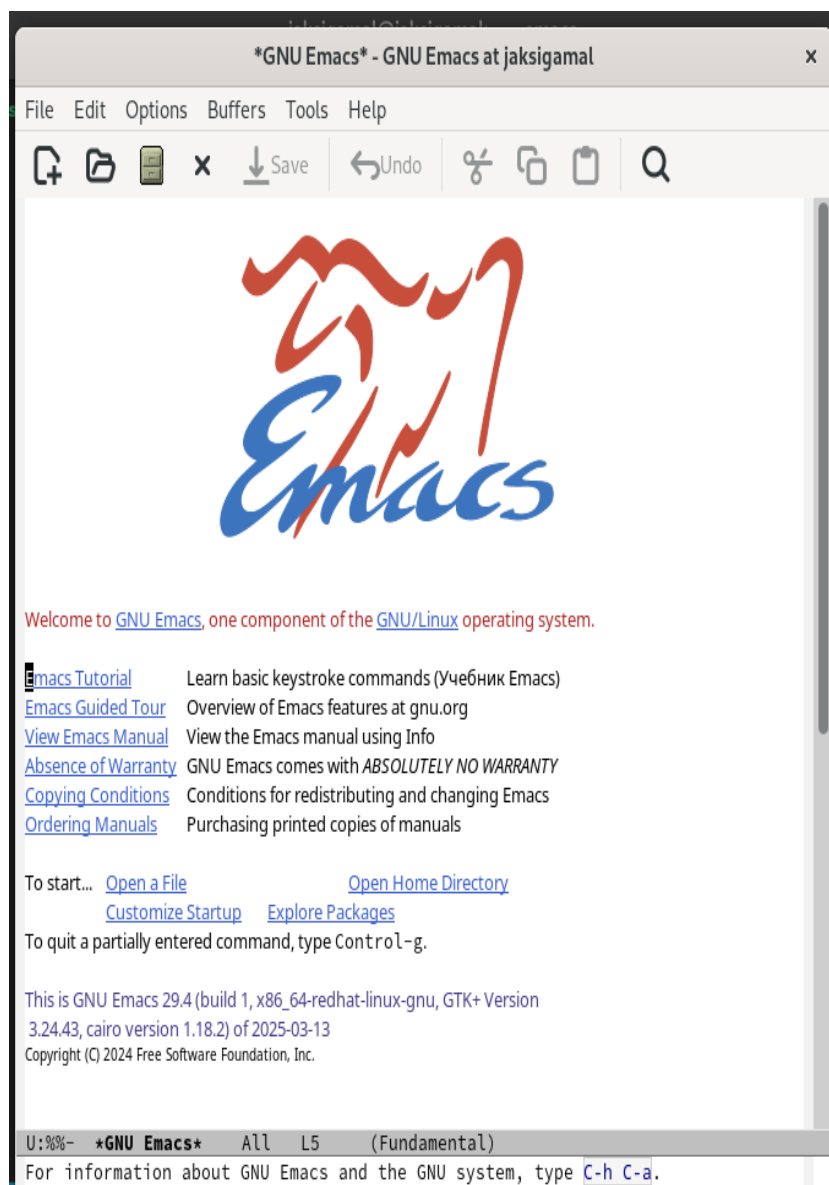 *GNU Emacs* - GNU Emacs at jaksigamal
File Edit Options Buffers Tools Help
Save Undo
Emacs
Welcome to GNU Emacs, one component of the GNU/Linux operating system.
Emacs Tutorial Learn basic keystroke commands (Учебник Emacs)
Emacs Guided Tour Overview of Emacs features at gnu.org
View Emacs Manual View the Emacs manual using Info
Absence of Warranty GNU Emacs comes with ABSOLUTELY NO WARRANTY
Copying Conditions Conditions for redistributing and changing Emacs
Ordering Manuals Purchasing printed copies of manuals
To start... Open a File Open Home Directory
Customize Startup Explore Packages
To quit a partially entered command, type Control-g.
This is GNU Emacs 29.4 (build 1, x86_64-redhat-linux-gnu, GTK+ Version
3.24.43, cairo version 1.18.2) of 2025-03-13
Copyright (C) 2024 Free Software Foundation, Inc.
U:%%- *GNU Emacs* All L5 (Fundamental)
For information about GNU Emacs and the GNU system, type C-h C-a.